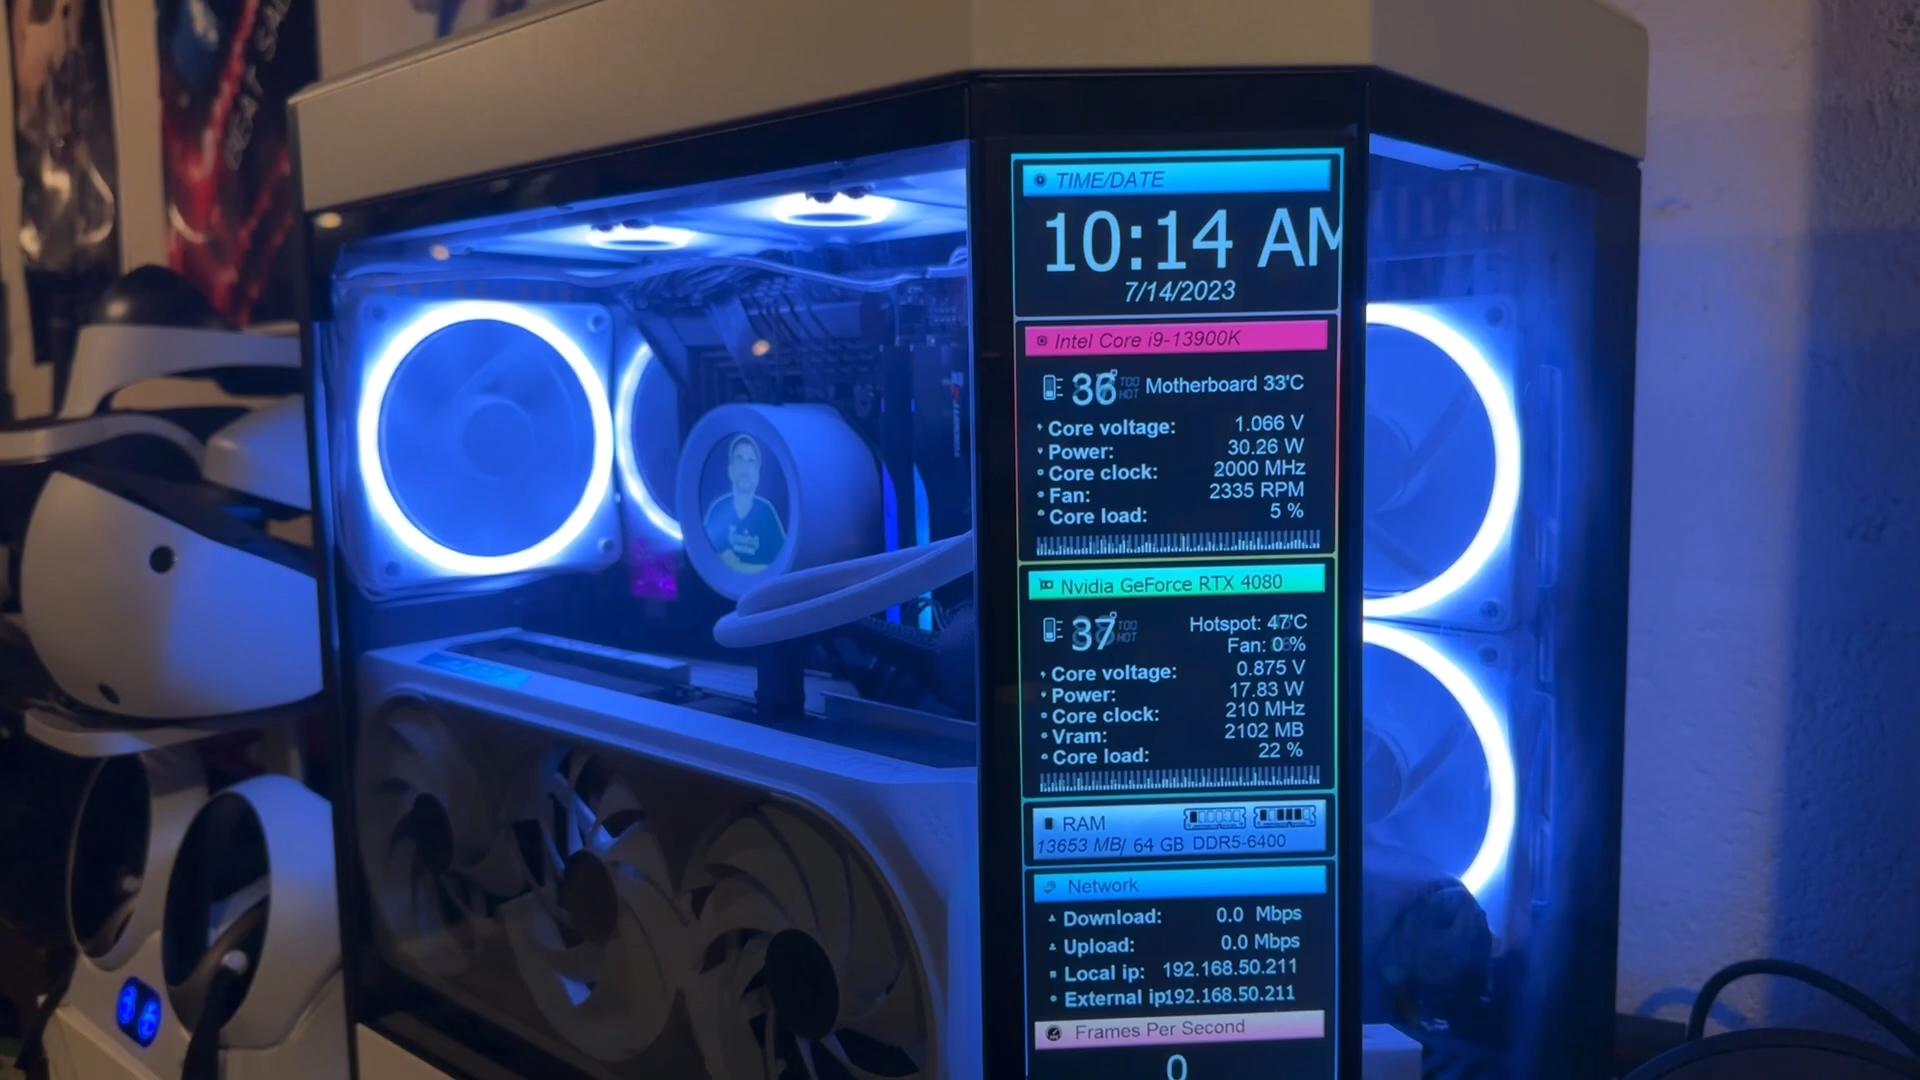 TIME/DATE
10:14 AM
7/14/2023
Intel Core i9-13900K
36° TOO HOT Motherboard 33'C
Core voltage: 1.066 V
Power: 30.26 W
Core clock: 2000 MHz
Fan: 2335 RPM
Core load: 5 %
Nvidia GeForce RTX 4080
37° TOO HOT Hotspot: 47'C
Fan: 0 %
Core voltage: 0.875 V
Power: 17.83 W
Core clock: 210 MHz
Vram: 2102 MB
Core load: 22 %
RAM
13653 MB/ 64 GB DDR5-6400
Network
Download: 0.0 Mbps
Upload: 0.0 Mbps
Local ip: 192.168.50.211
External ip192.168.50.211
Frames Per Second
0